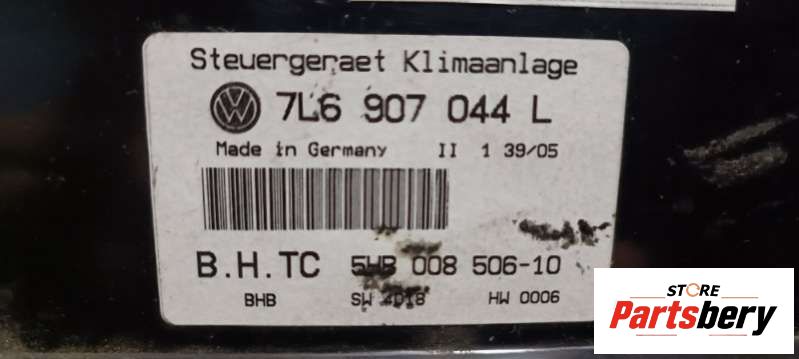 Steuergeraet Klimaanlage
VW 7L6 907 044 L
Made in Germany II 1 39/05
B.H.TC 5HB 008 506-10
BHB SW 4018 HW 0006
STORE
Partsbery